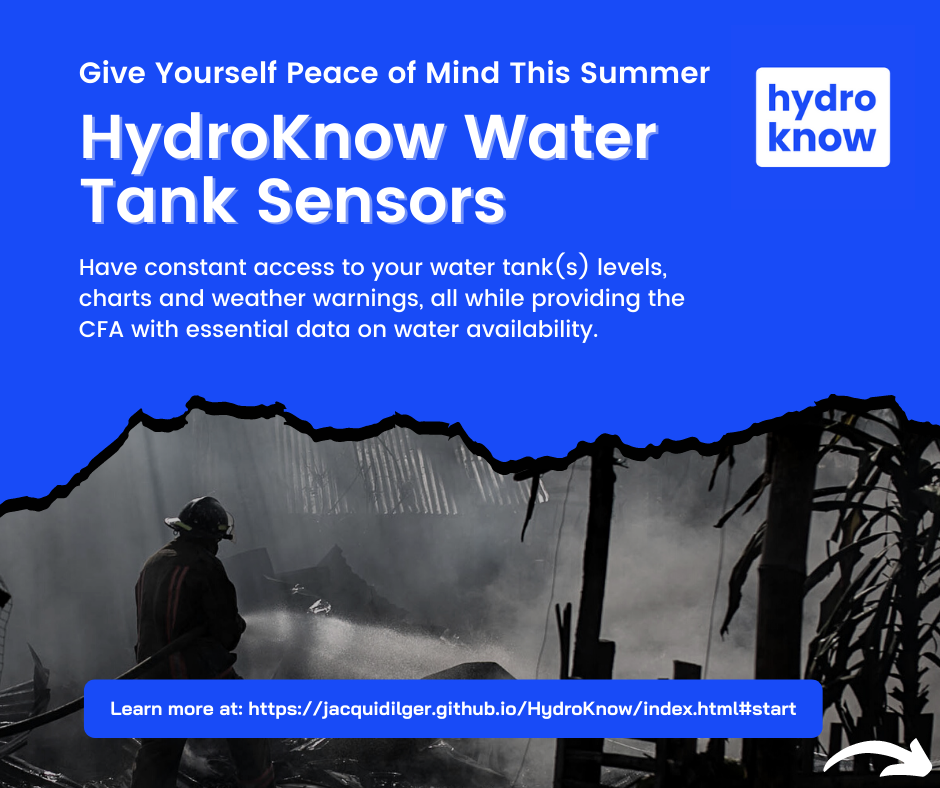 Give Yourself Peace of Mind This Summer
hydro
know
HydroKnow Water
Tank Sensors
Have constant access to your water tank(s) levels,
charts and weather warnings, all while providing the
CFA with essential data on water availability.
Learn more at: https://jacquidilger.github.io/HydroKnow/index.html#start